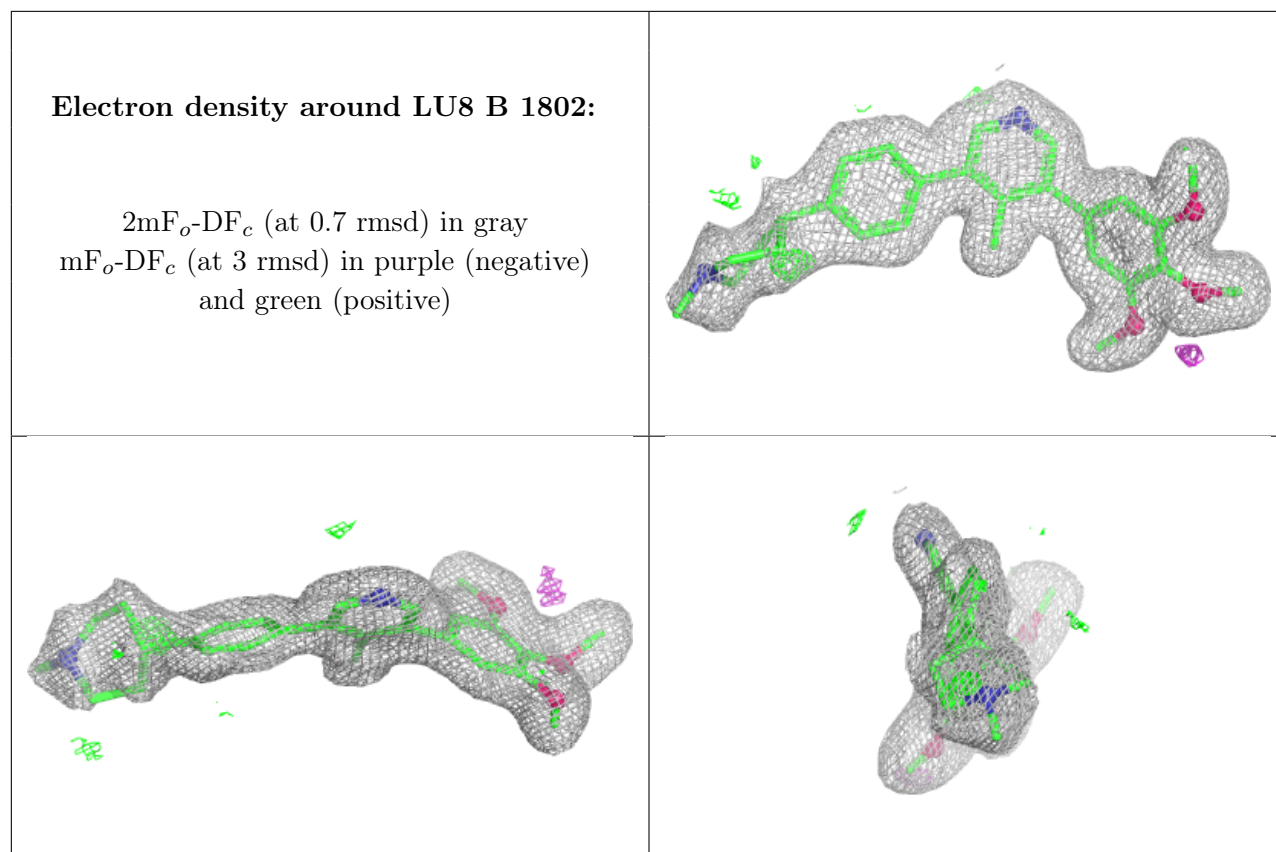 Electron density around LU8 B 1802:
2mFo-DFc (at 0.7 rmsd) in gray
mFo-DFc (at 3 rmsd) in purple (negative)
and green (positive)